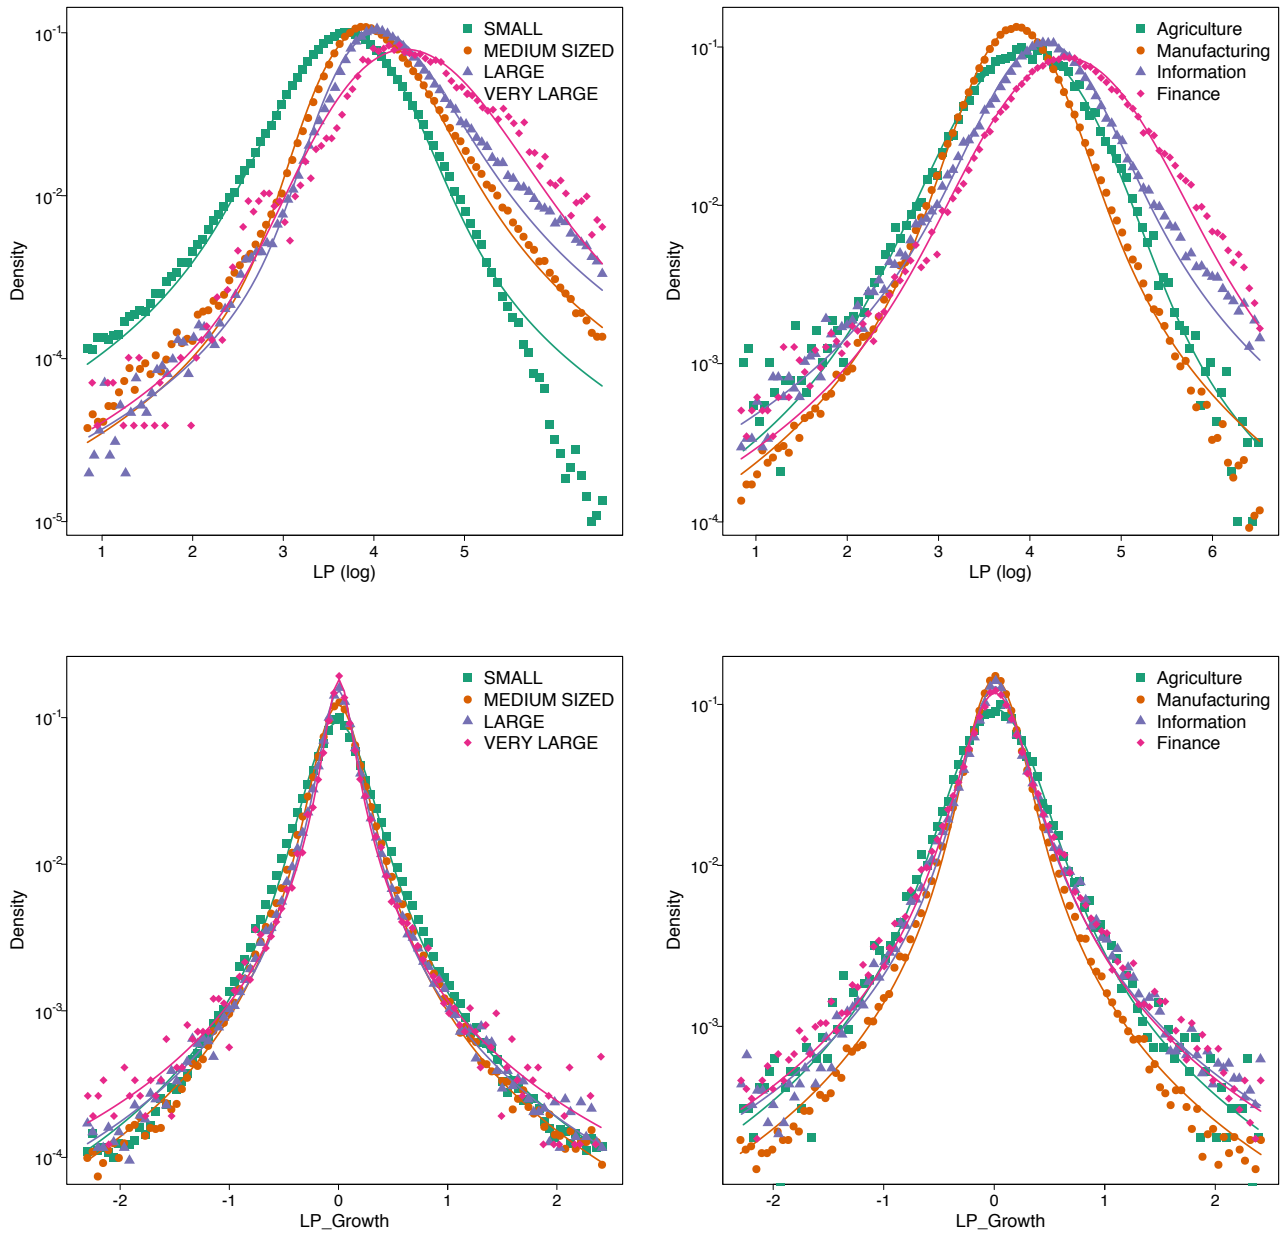 SMALL
MEDIUM SIZED
LARGE
VERY LARGE
10-1
10-2
10-4
10-5
Density
1 2 3 4 5
LP (log)
Agriculture
Manufacturing
Information
Finance
10-1
10-2
10-3
10-4
Density
1 2 3 4 5 6
LP (log)
SMALL
MEDIUM SIZED
LARGE
VERY LARGE
10-1
10-2
10-3
10-4
Density
-2 -1 0 1 2
LP_Growth
Agriculture
Manufacturing
Information
Finance
10-1
10-2
10-3
Density
-2 -1 0 1 2
LP_Growth